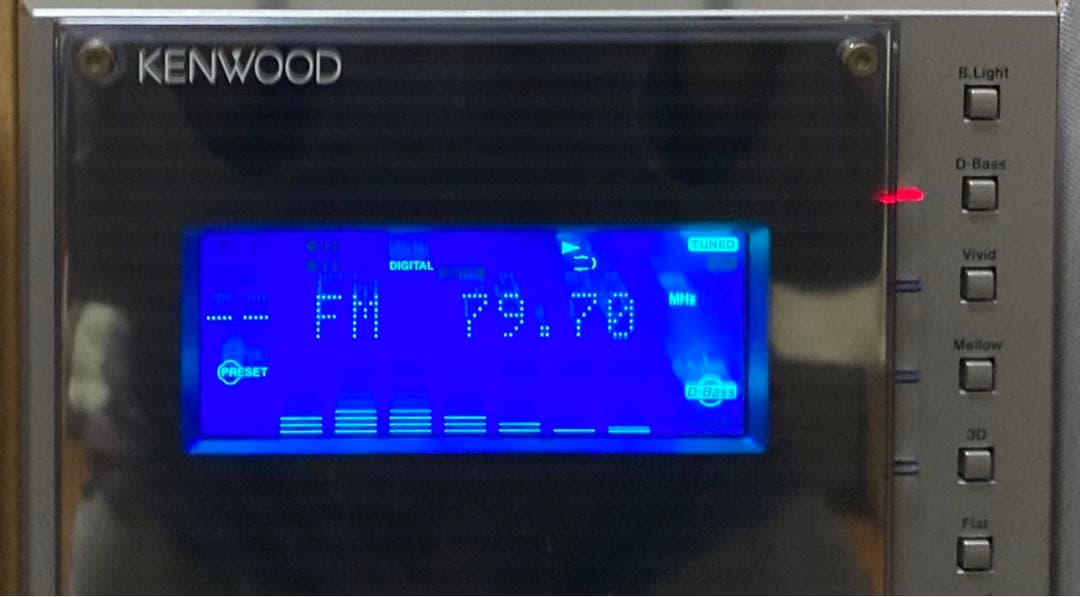 KENWOOD
B.Light
D-Bass
Vivid
Mellow
3D
Flat
TUNED
DIGITAL
FM 79.70 MHz
PRESET
D-Bass